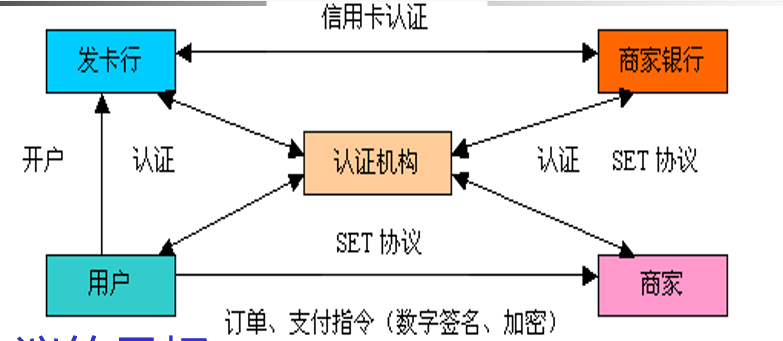 信用卡认证
发卡行
商家银行
开户
认证
认证机构
认证
SET 协议
SET 协议
用户
商家
订单、支付指令（数字签名、加密）